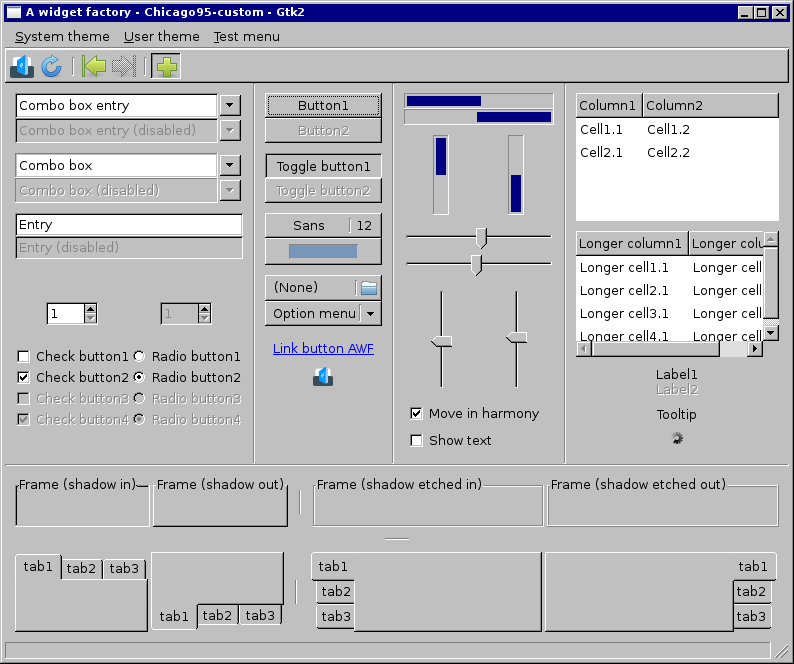 A widget factory - Chicago95-custom - Gtk2
System theme User theme Test menu
Combo box entry
Combo box entry (disabled)
Combo box
Combo box (disabled)
Entry
Entry (disabled)
1 1
Check button1 Radio button1
Check button2 Radio button2
Check button3 Radio button3
Check button4 Radio button4
Button1
Button2
Toggle button1
Toggle button2
Sans 12
(None)
Option menu
Link button AWF
Move in harmony
Show text
Column1 Column2
Cell1.1 Cell1.2
Cell2.1 Cell2.2
Longer column1 Longer colu
Longer cell1.1 Longer cell
Longer cell2.1 Longer cell
Longer cell3.1 Longer cell
Longer cell4.1 Longer cell
Label1
Label2
Tooltip
Frame (shadow in) Frame (shadow out) Frame (shadow etched in) Frame (shadow etched out)
tab1 tab2 tab3
tab1 tab2 tab3
tab1
tab2
tab3
tab1
tab2
tab3